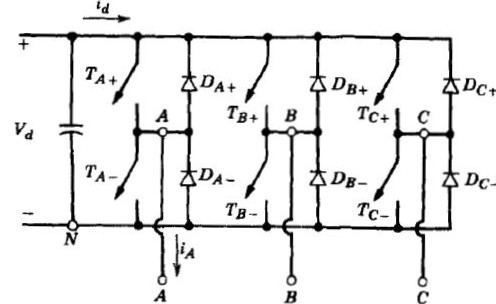 i_d
+
T_{A+} A D_{A+} T_{B+} B D_{B+} T_{C+} C D_{C+}
V_d
T_{A-} D_{A-} T_{B-} D_{B-} T_{C-} D_{C-}
-
N
i_A
A B C